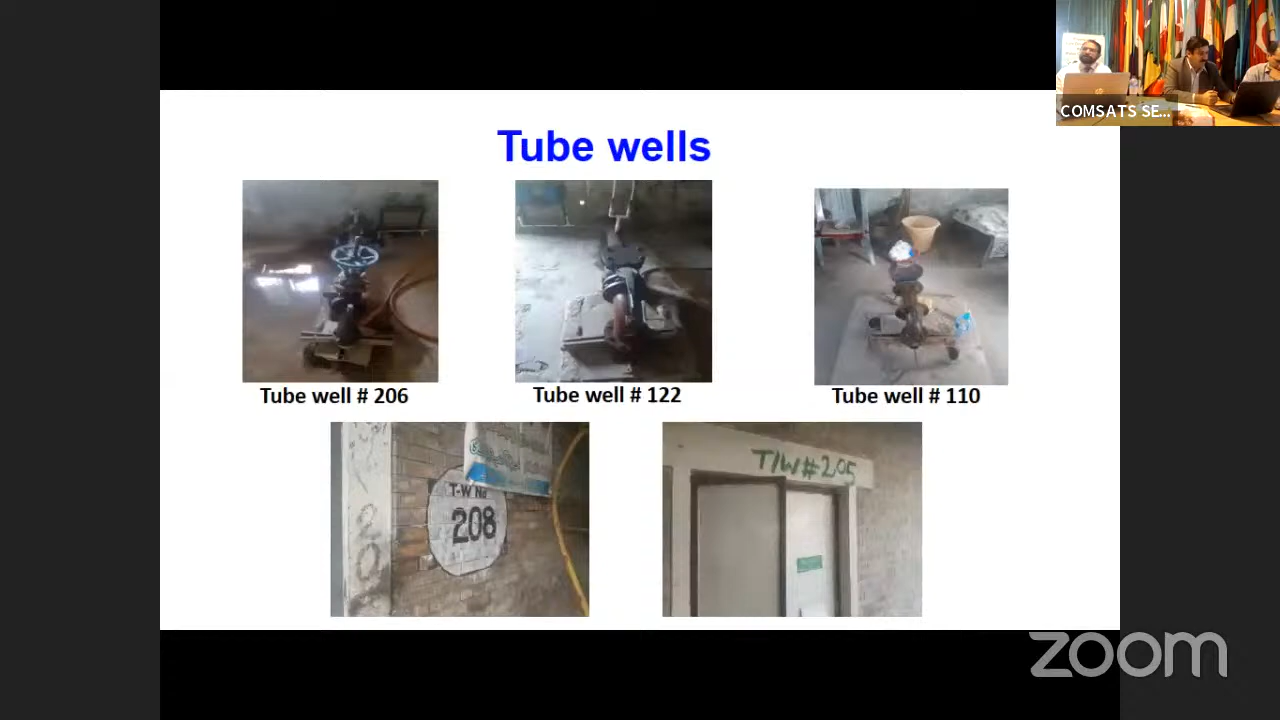 COMSATS SE...
Tube wells
Tube well # 206
Tube well # 122
Tube well # 110
T-W No
208
T/W#205
zoom